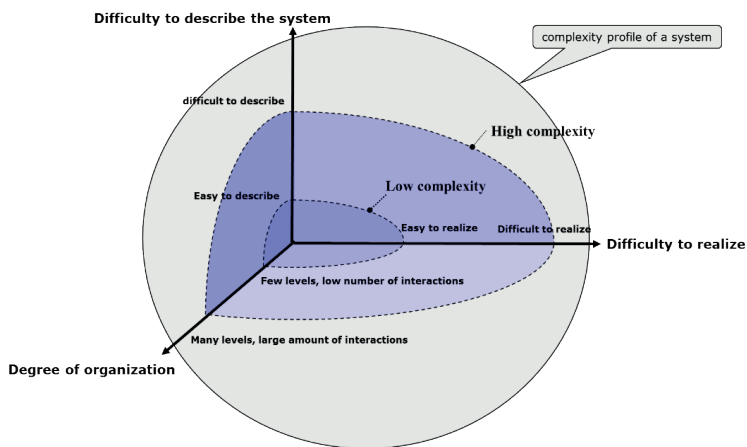 Difficulty to describe the system
complexity profile of a system
difficult to describe
High complexity
Low complexity
Easy to describe
Easy to realize
Difficult to realize
Difficulty to realize
Few levels, low number of interactions
Many levels, large amount of interactions
Degree of organization